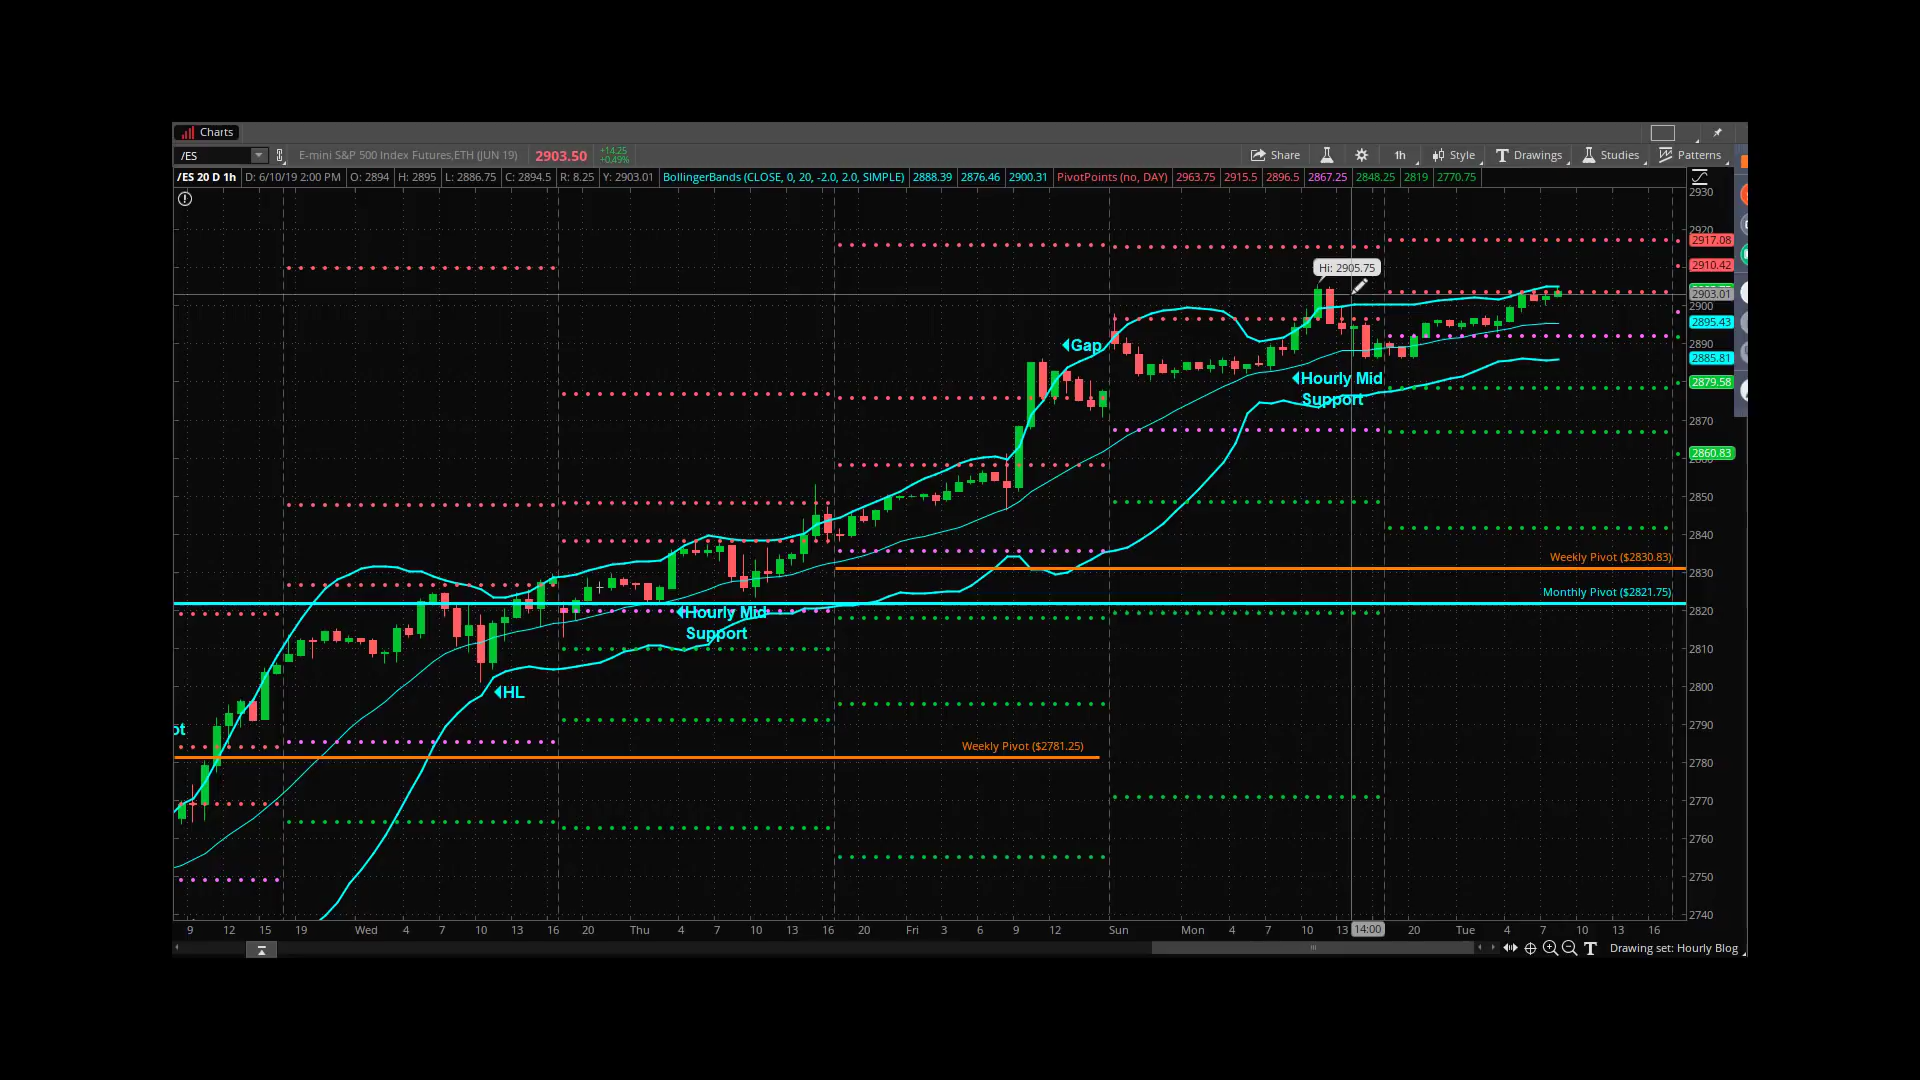 Charts
/ES E-mini S&P 500 Index Futures,ETH (JUN 19) 2903.50 +14.25 +0.49% Share 1h Style Drawings Studies Patterns
/ES 20 D 1h D: 6/10/19 2:00 PM O: 2894 H: 2895 L: 2886.75 C: 2894.5 R: 8.25 Y: 2903.01 BollingerBands (CLOSE, 0, 20, -2.0, 2.0, SIMPLE) 2888.39 2876.46 2900.31 PivotPoints (no, DAY) 2963.75 2915.5 2896.5 2867.25 2848.25 2819 2770.75
2930
2920
2917.08
2910.42
Hi: 2905.75
2903.01
2900
2895.43
2890
Gap
2885.81
Hourly Mid
Support
2879.58
2870
2860.83
2850
2840
Weekly Pivot ($2830.83)
2830
Monthly Pivot ($2821.75)
2820
Hourly Mid
Support
2810
2800
HL
2790
ot
2780
Weekly Pivot ($2781.25)
2770
2760
2750
2740
9 12 15 19 Wed 4 7 10 13 16 20 Thu 4 7 10 13 16 20 Fri 3 6 9 12 Sun Mon 4 7 10 13 14:00 20 Tue 4 7 10 13 16
T Drawing set: Hourly Blog